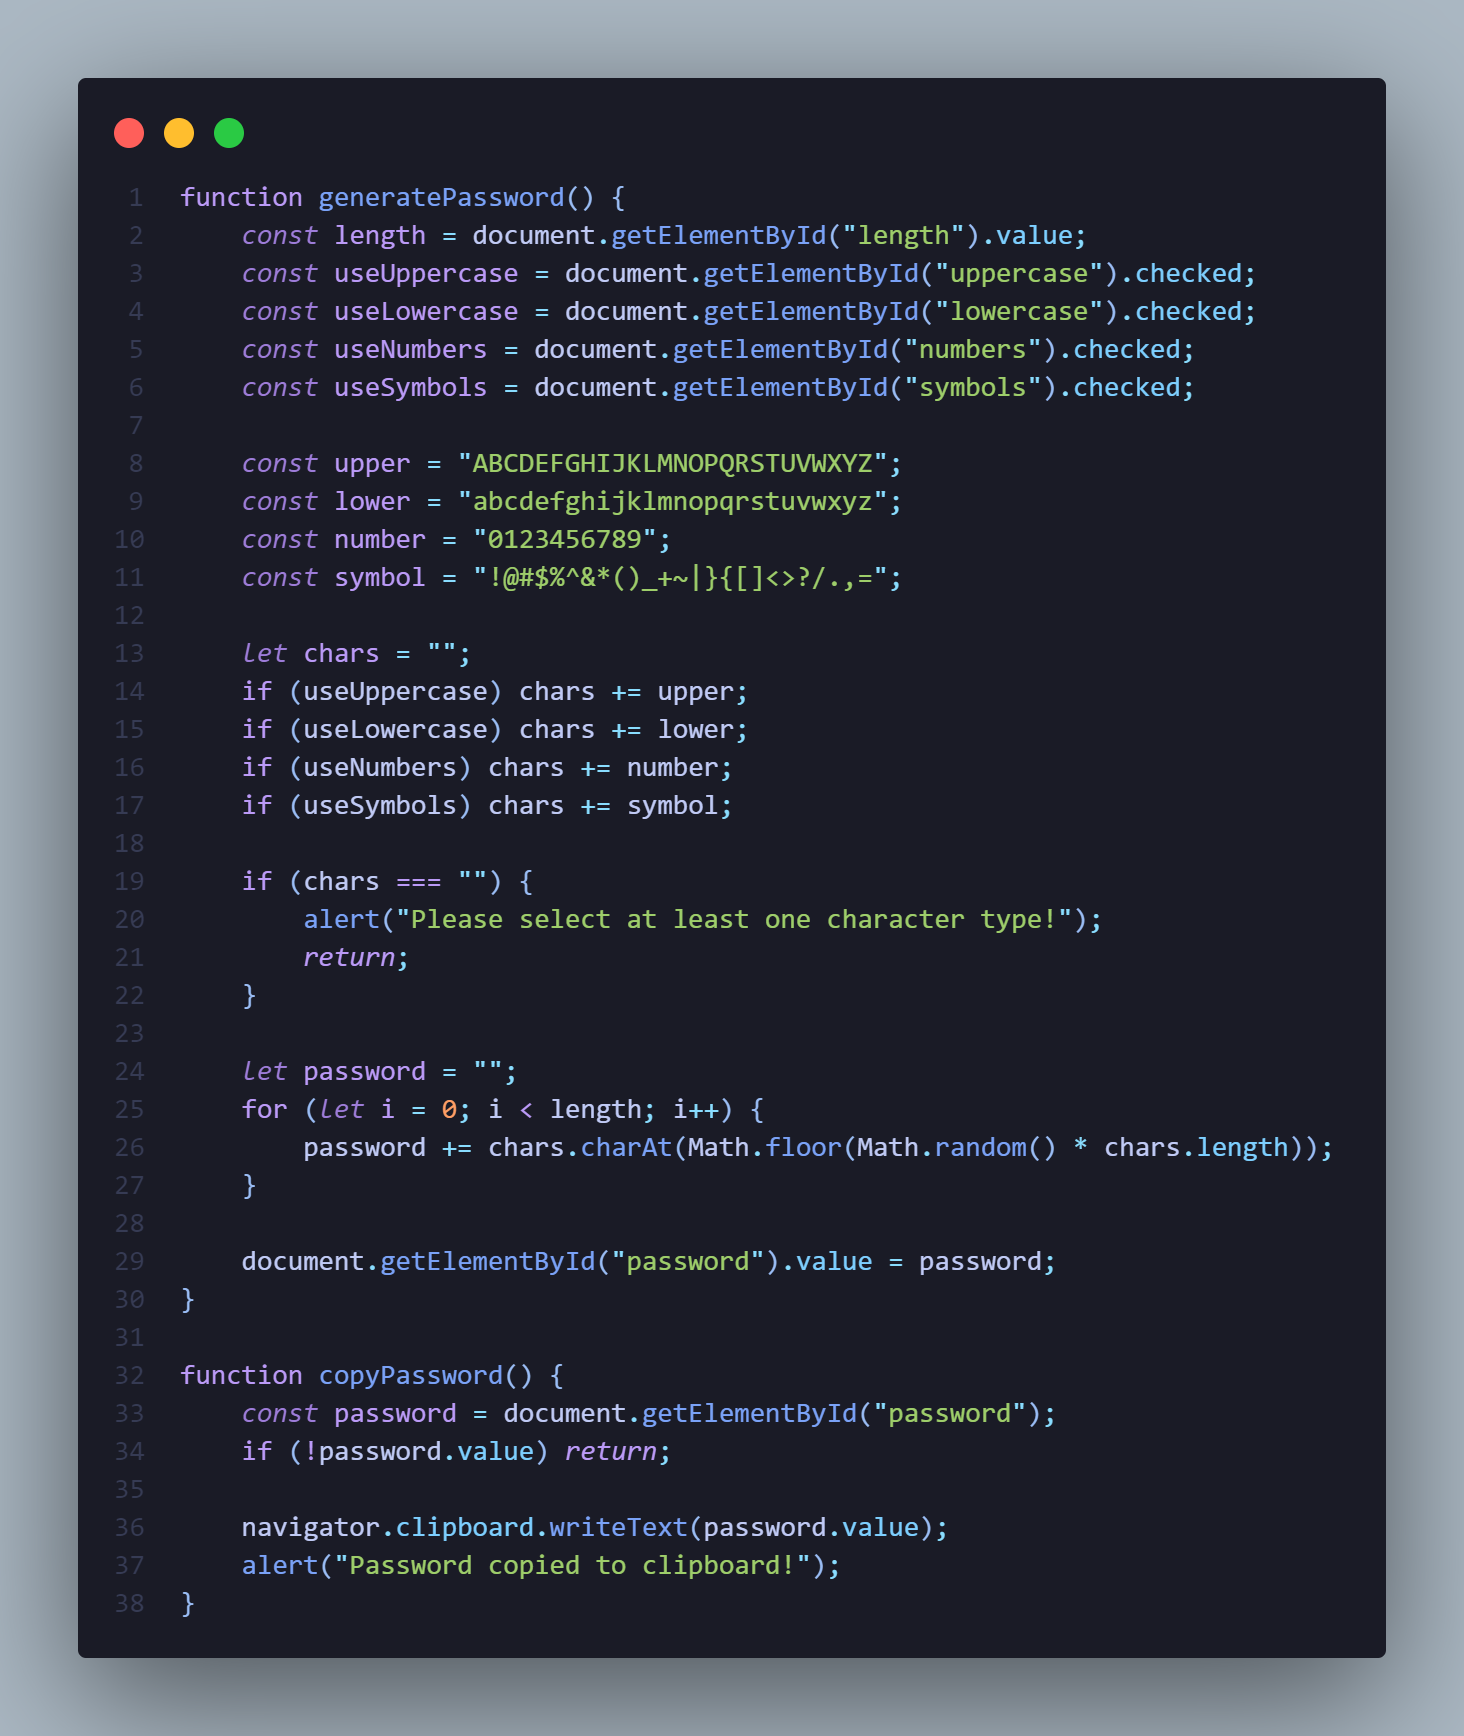 1 function generatePassword() {
2     const length = document.getElementById("length").value;
3     const useUppercase = document.getElementById("uppercase").checked;
4     const useLowercase = document.getElementById("lowercase").checked;
5     const useNumbers = document.getElementById("numbers").checked;
6     const useSymbols = document.getElementById("symbols").checked;
7
8     const upper = "ABCDEFGHIJKLMNOPQRSTUVWXYZ";
9     const lower = "abcdefghijklmnopqrstuvwxyz";
10     const number = "0123456789";
11     const symbol = "!@#$%^&*()_+~|}{[]<>?/.,=";
12
13     let chars = "";
14     if (useUppercase) chars += upper;
15     if (useLowercase) chars += lower;
16     if (useNumbers) chars += number;
17     if (useSymbols) chars += symbol;
18
19     if (chars === "") {
20         alert("Please select at least one character type!");
21         return;
22     }
23
24     let password = "";
25     for (let i = 0; i < length; i++) {
26         password += chars.charAt(Math.floor(Math.random() * chars.length));
27     }
28
29     document.getElementById("password").value = password;
30 }
31
32 function copyPassword() {
33     const password = document.getElementById("password");
34     if (!password.value) return;
35
36     navigator.clipboard.writeText(password.value);
37     alert("Password copied to clipboard!");
38 }